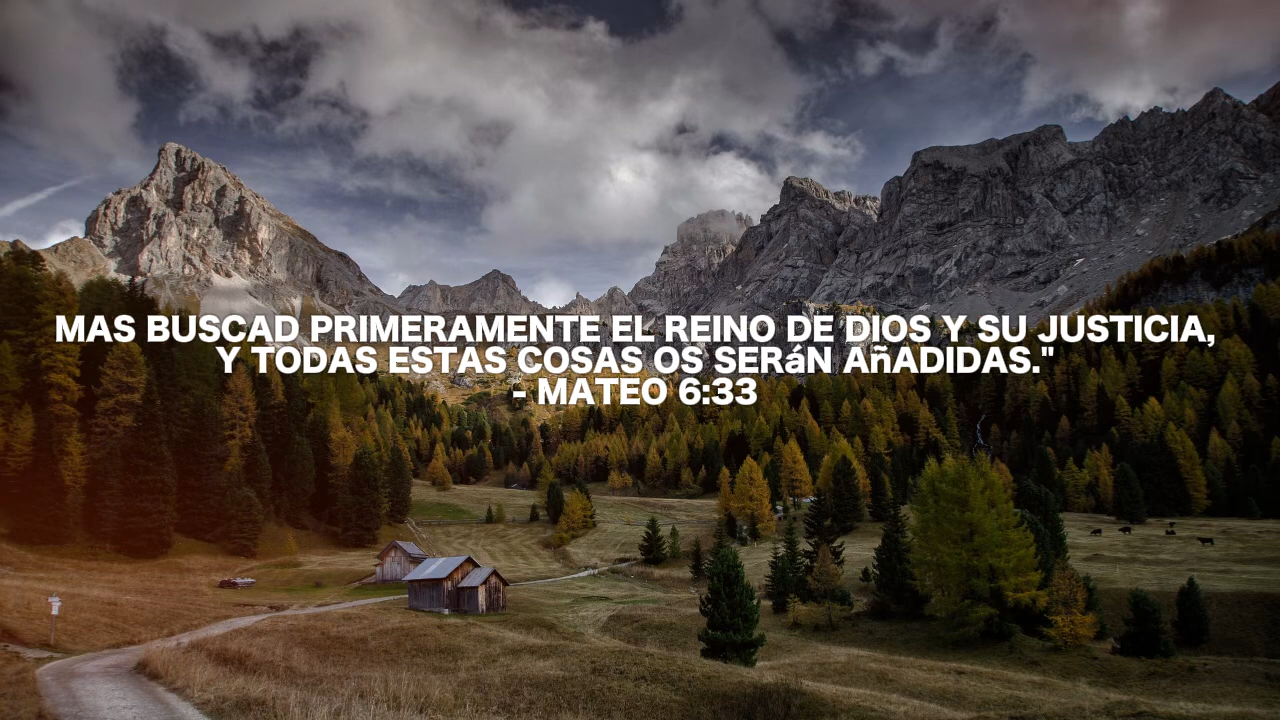 MAS BUSCAD PRIMERAMENTE EL REINO DE DIOS Y SU JUSTICIA,
Y TODAS ESTAS COSAS OS SERáN AñADIDAS."
- MATEO 6:33